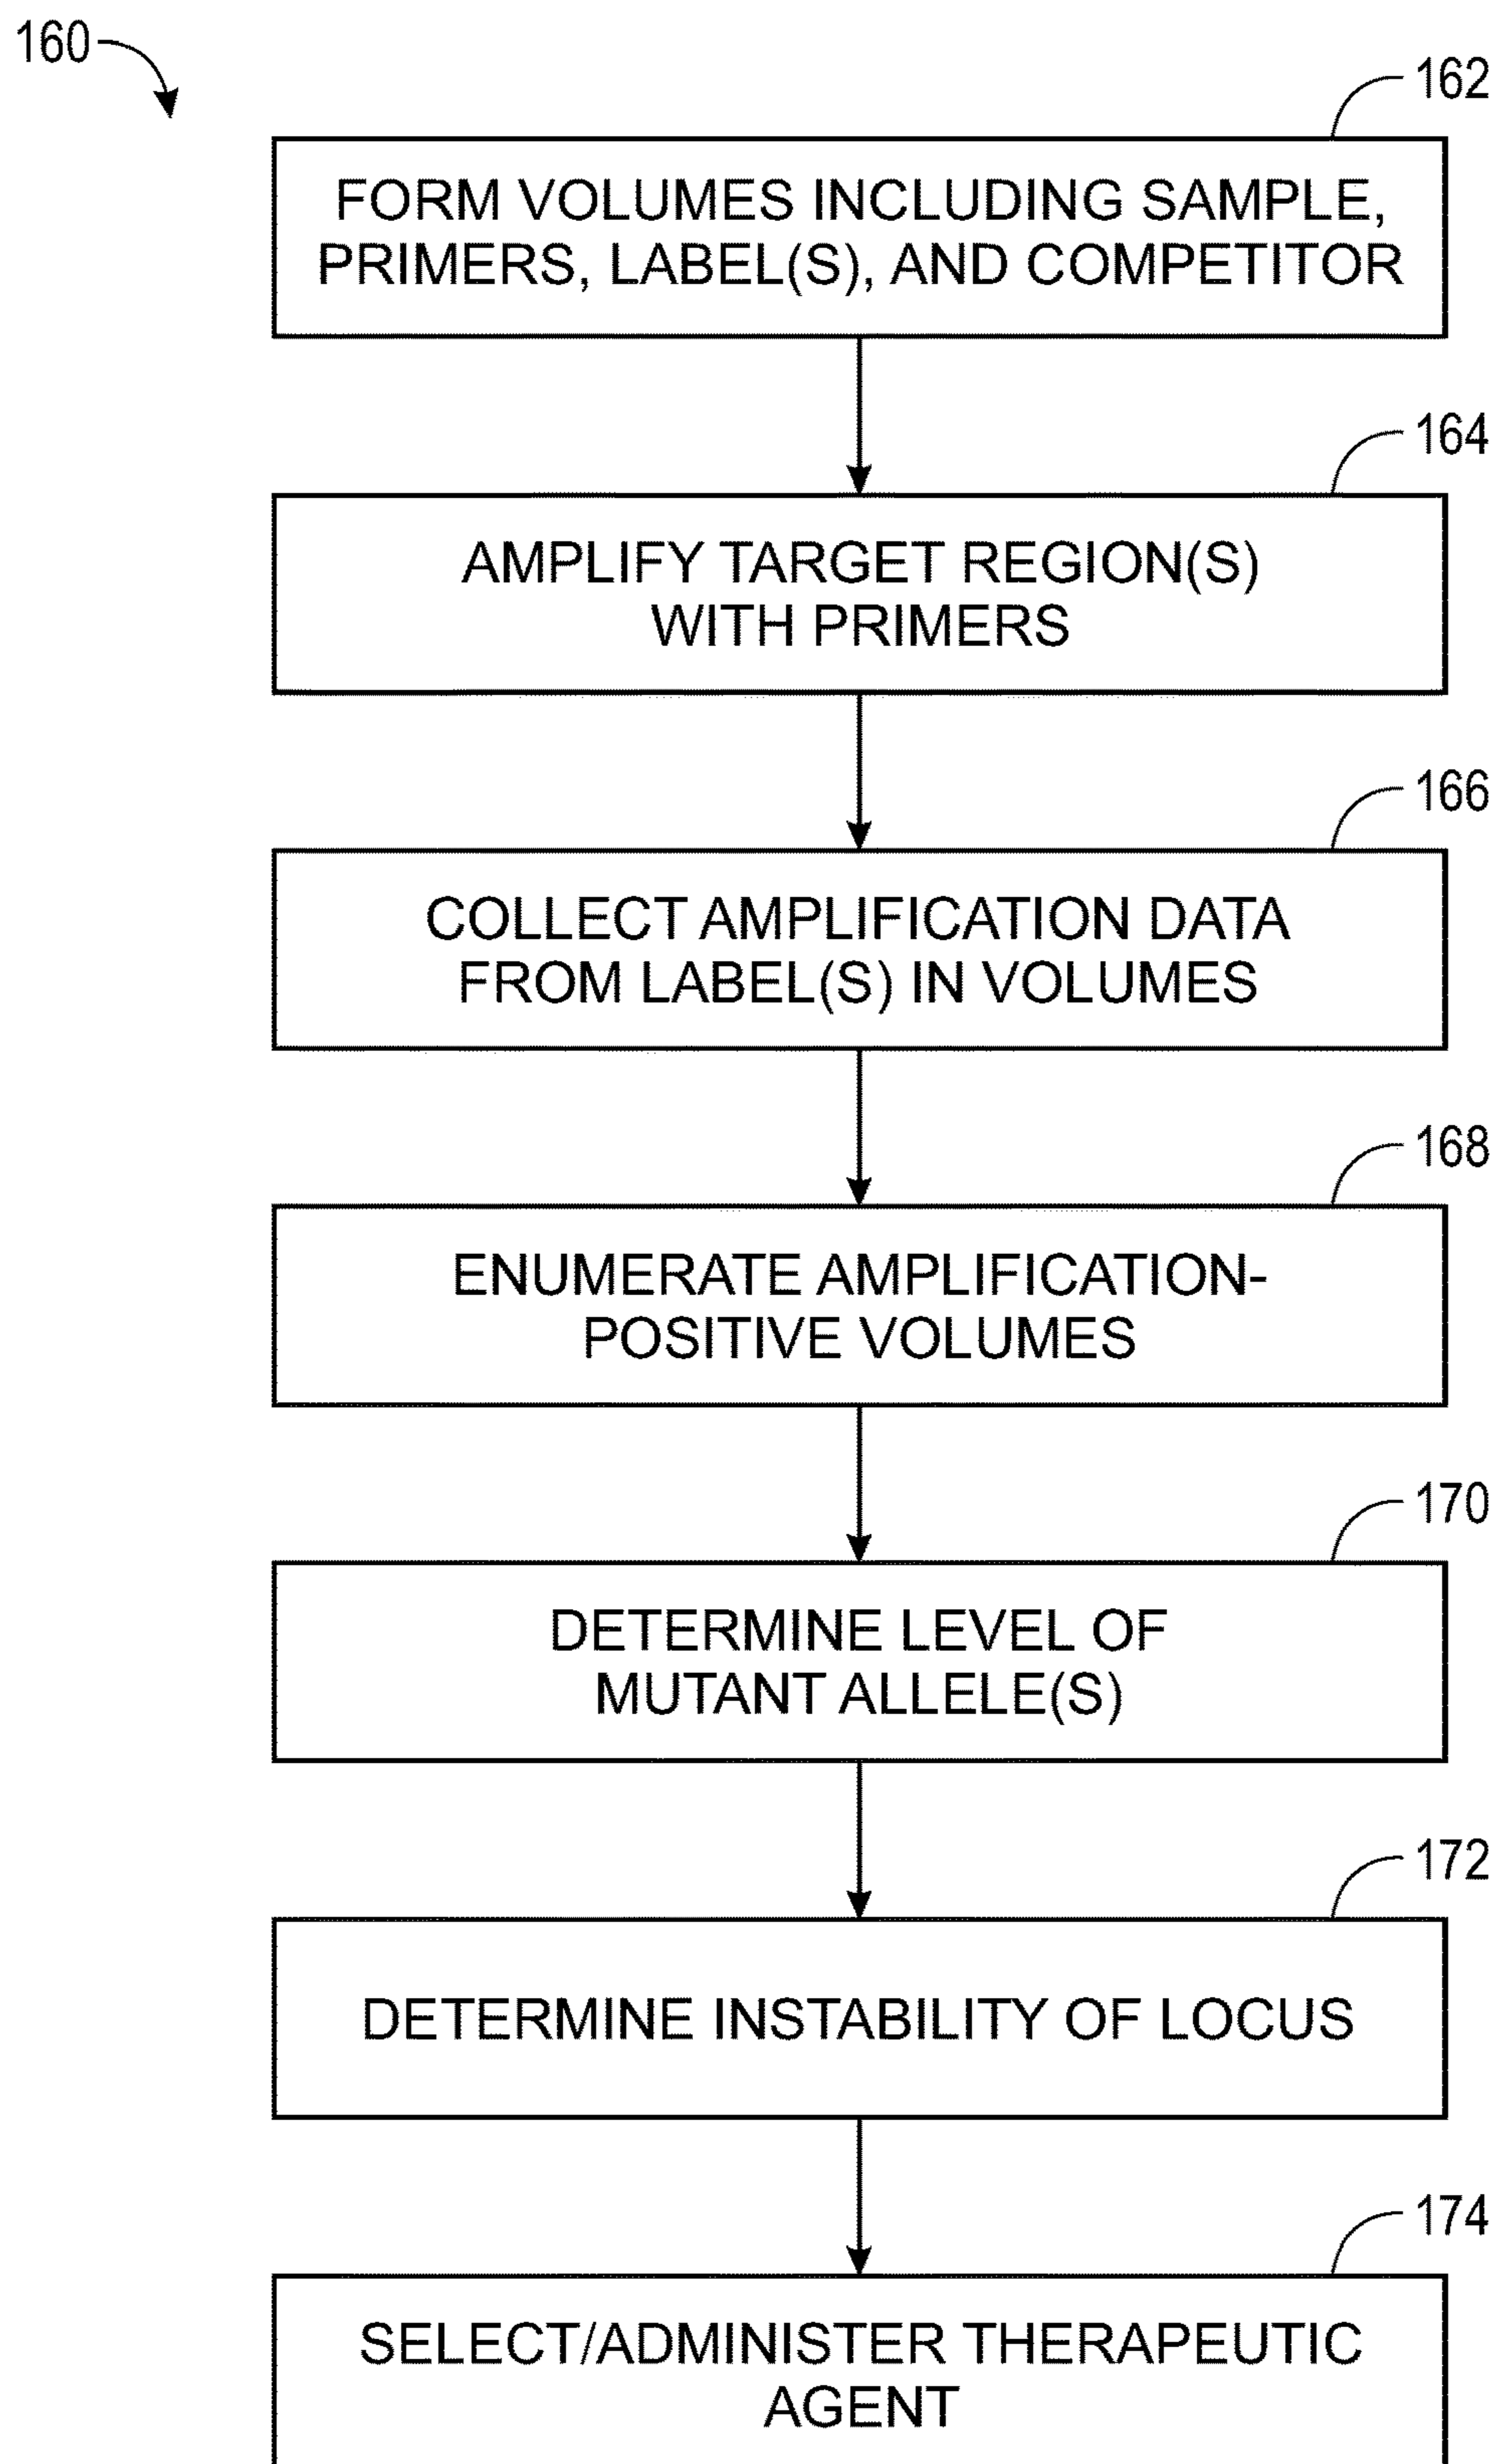 160
162
FORM VOLUMES INCLUDING SAMPLE,
PRIMERS, LABEL(S), AND COMPETITOR
164
AMPLIFY TARGET REGION(S)
WITH PRIMERS
166
COLLECT AMPLIFICATION DATA
FROM LABEL(S) IN VOLUMES
168
ENUMERATE AMPLIFICATION-
POSITIVE VOLUMES
170
DETERMINE LEVEL OF
MUTANT ALLELE(S)
172
DETERMINE INSTABILITY OF LOCUS
174
SELECT/ADMINISTER THERAPEUTIC
AGENT